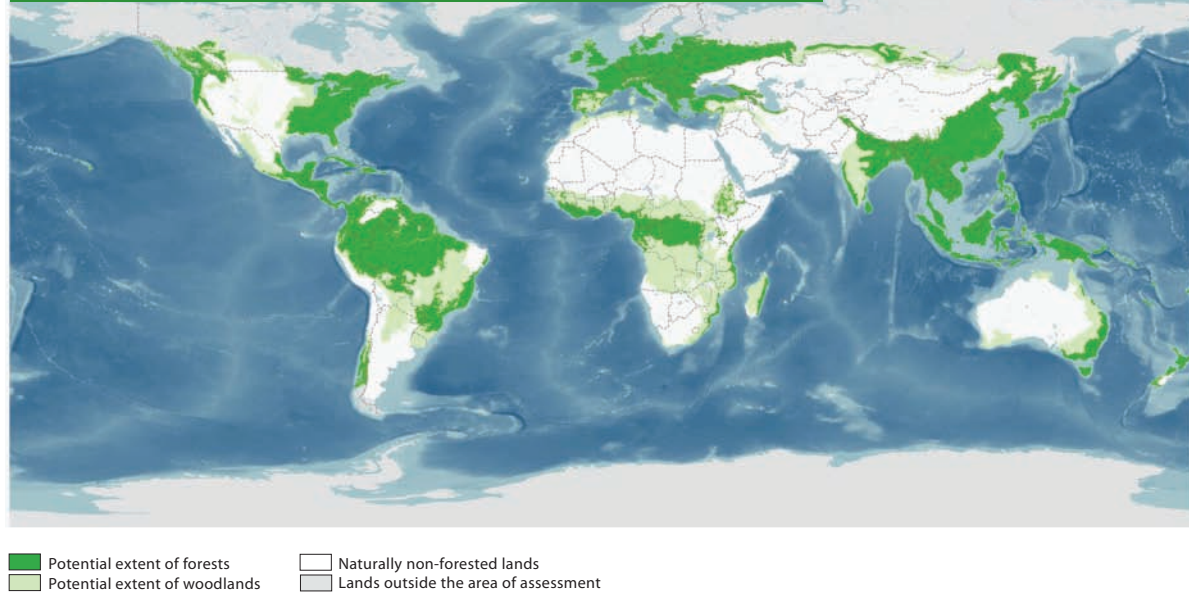 Potential extent of forests
Potential extent of woodlands
Naturally non-forested lands
Lands outside the area of assessment